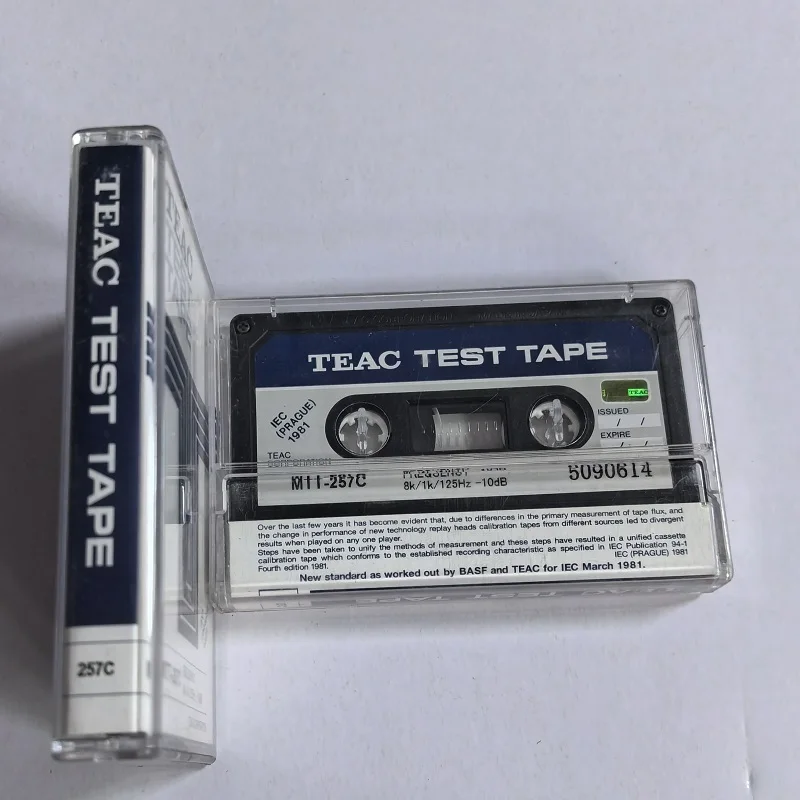 TEAC TEST TAPE
257C
TEAC TEST TAPE
TEAC
IEC
(PRAGUE)
1981
ISSUED
/ /
EXPIRE
/ /
TEAC
CORPORATION
MTT-257C
8k/1k/125Hz -10dB
5090614
Over the last few years it has become evident that, due to differences in the primary measurement of tape flux, and
the change in performance of new technology replay heads calibration tapes from different sources led to divergent
results when played on any one player.
Steps have been taken to unify the methods of measurement and these steps have resulted in a unified cassette
calibration tape which conforms to the established recording characteristic as specified in IEC Publication 94-1
Fourth edition 1981. IEC (PRAGUE) 1981
New standard as worked out by BASF and TEAC for IEC March 1981.